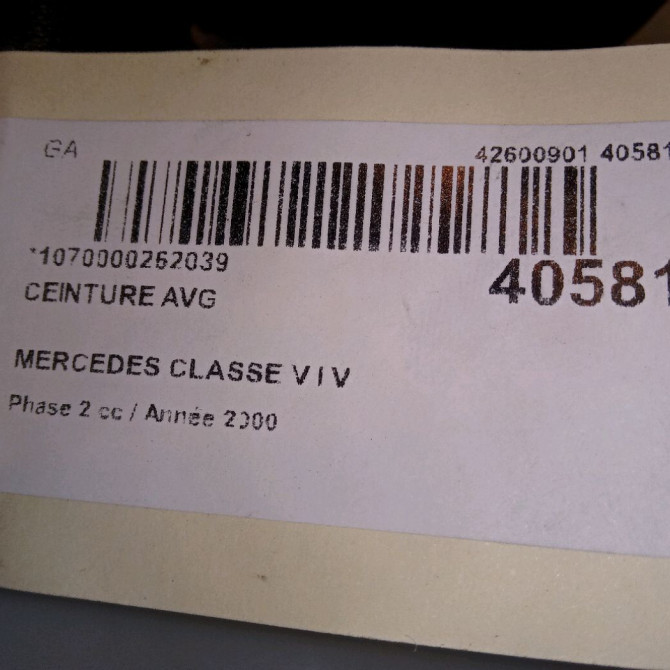 GA
42600901 40581
*1070000262039
40581
CEINTURE AVG
MERCEDES CLASSE V I V
Phase 2 cc / Année 2000